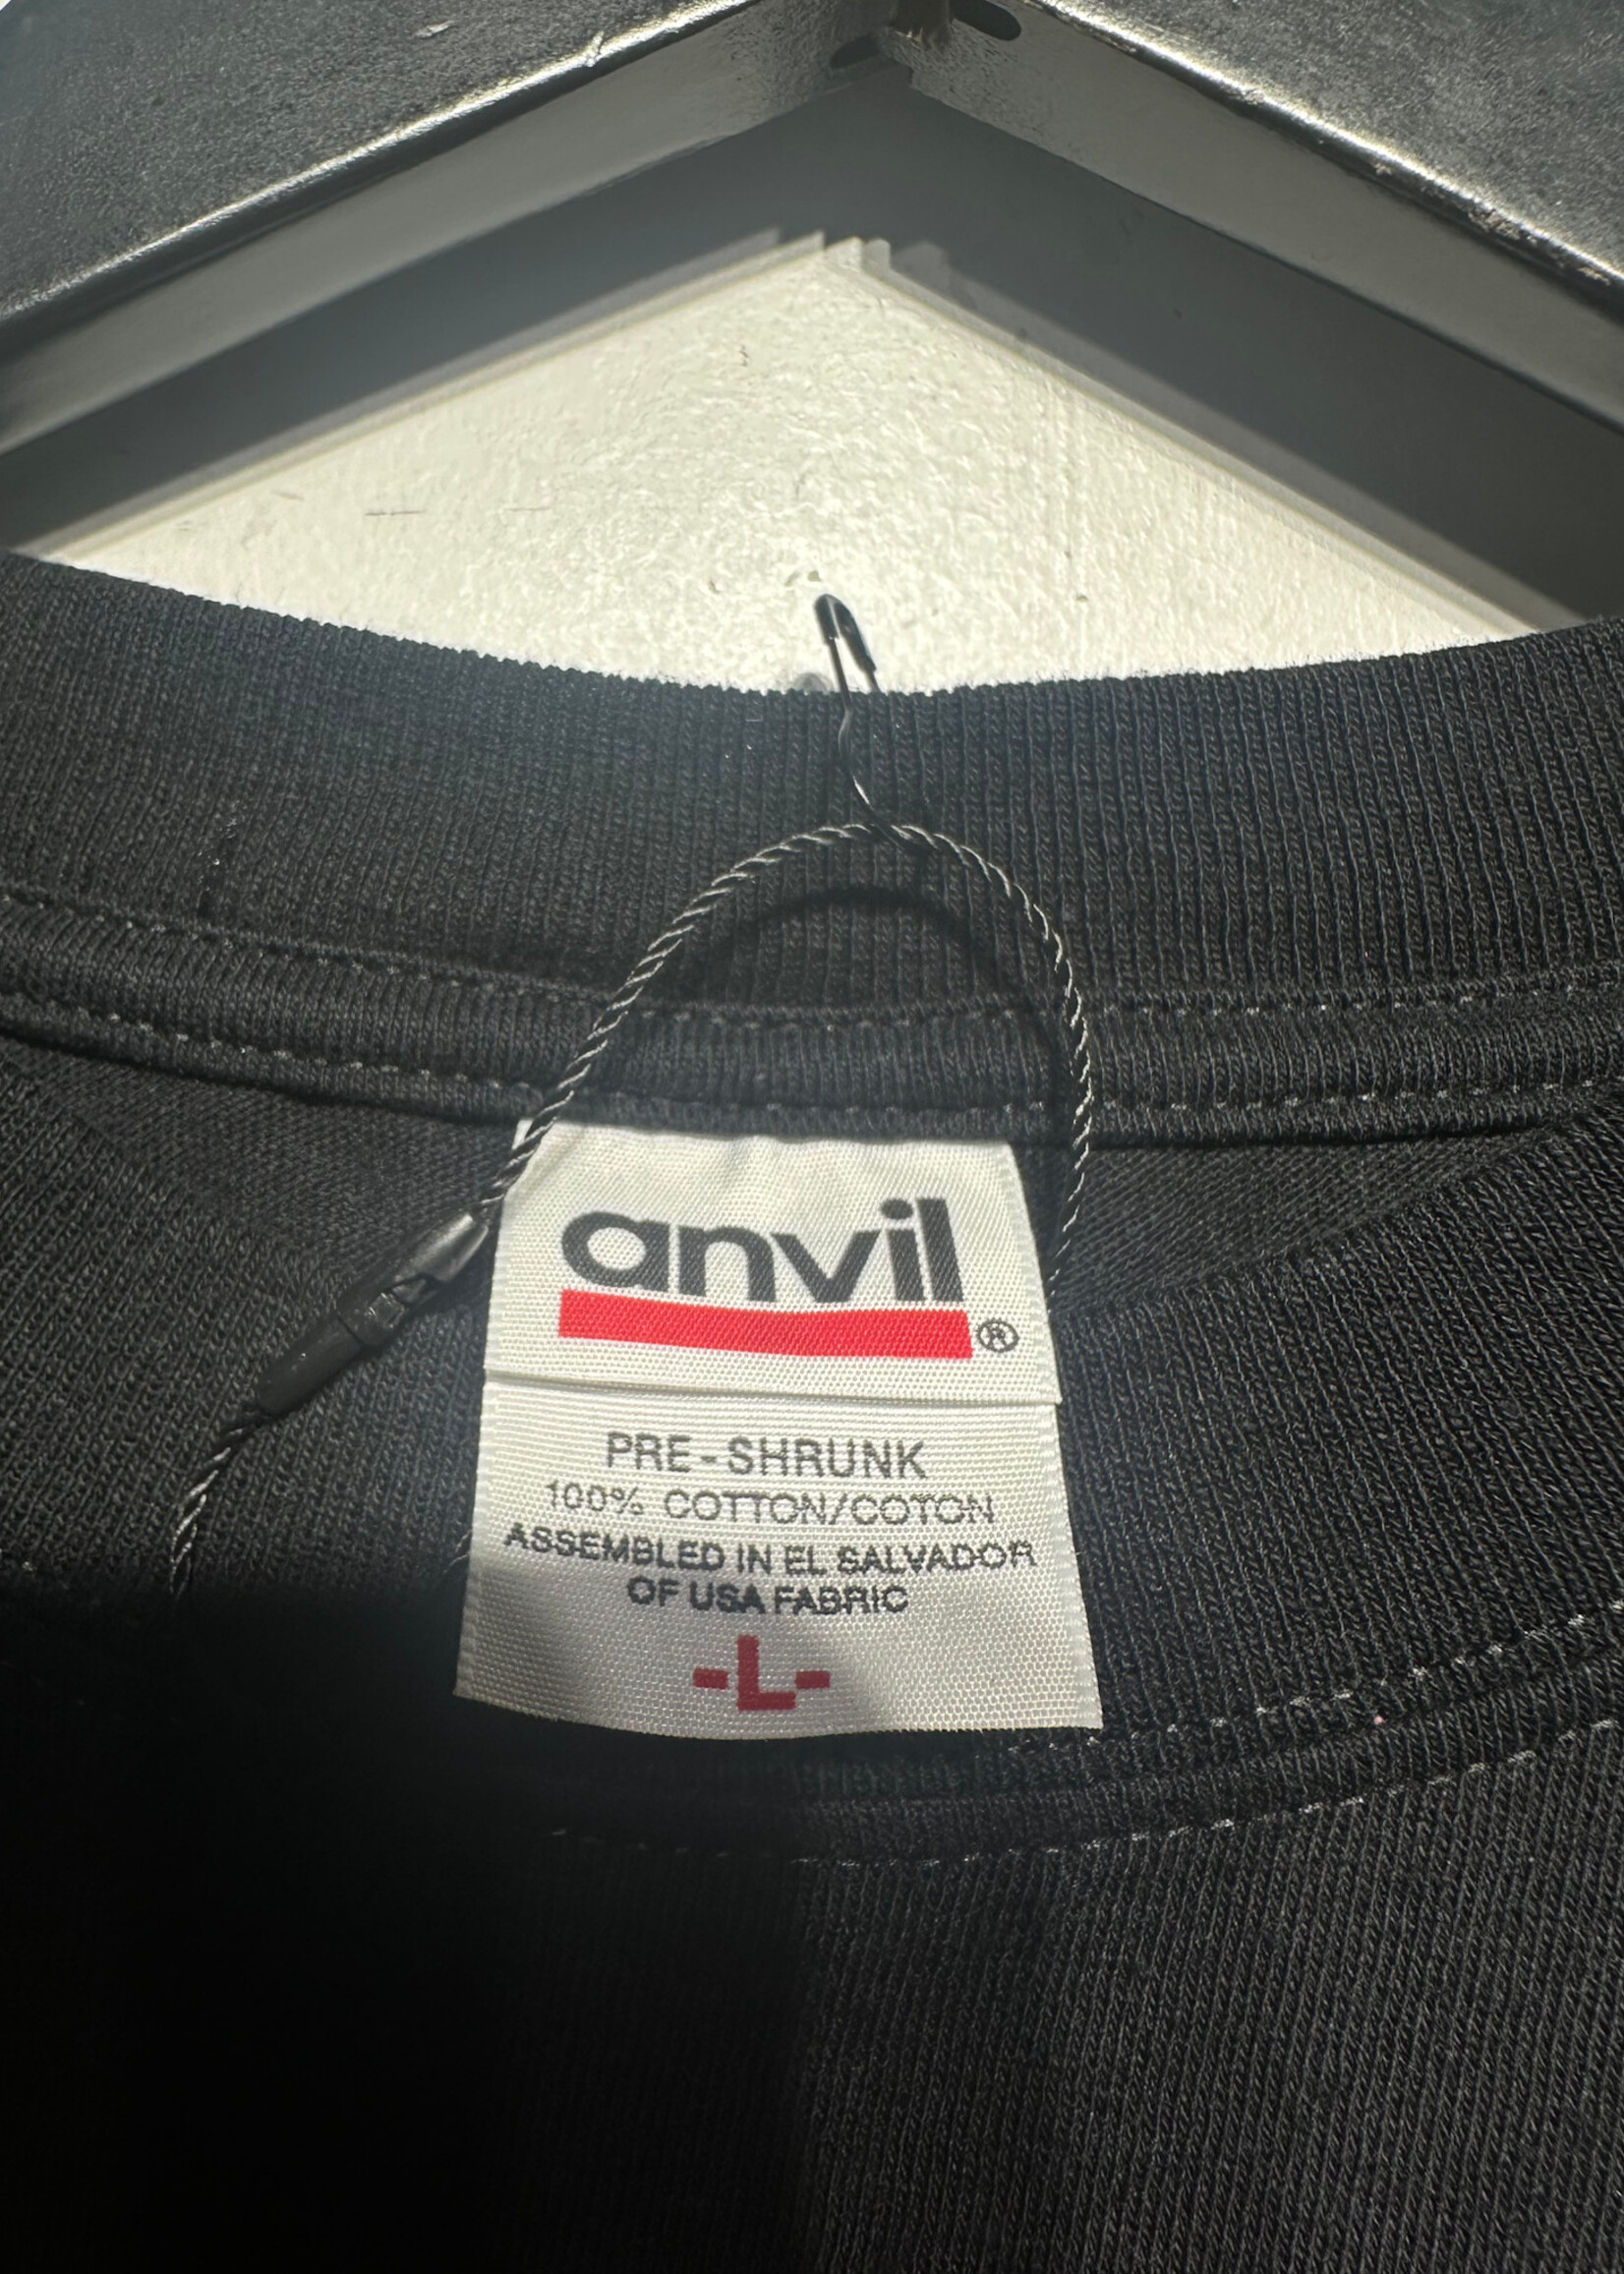 anvil®
PRE-SHRUNK
100% COTTON/COTON
ASSEMBLED IN EL SALVADOR
OF USA FABRIC
-L-